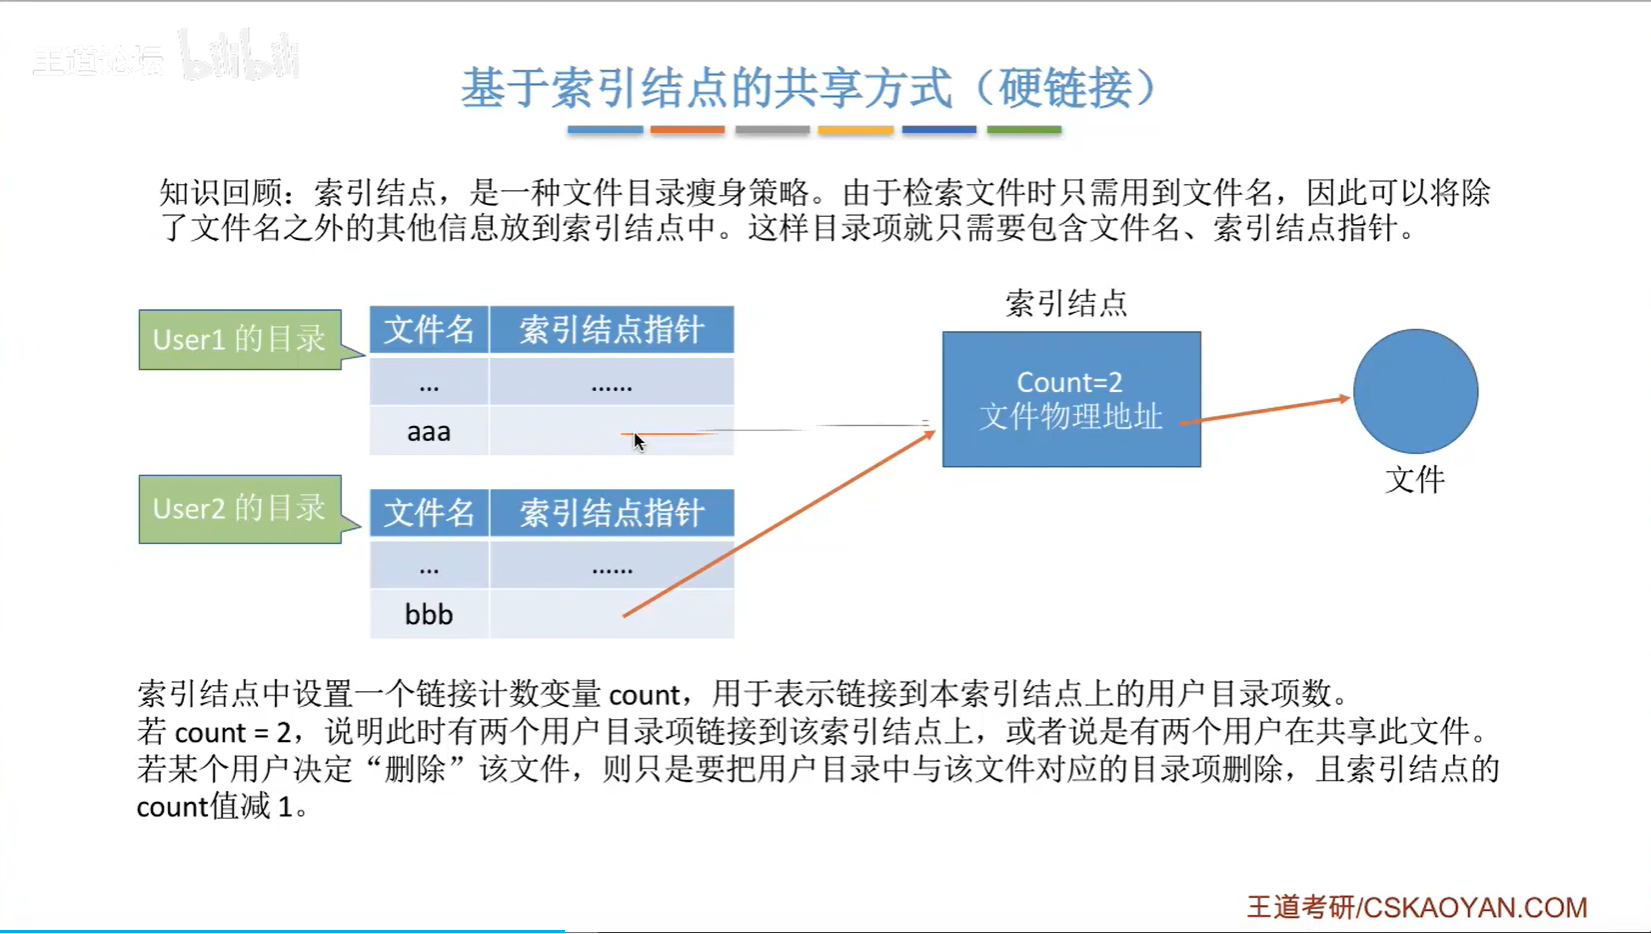 王道论坛 bilibili
基于索引结点的共享方式（硬链接）
知识回顾：索引结点，是一种文件目录瘦身策略。由于检索文件时只需用到文件名，因此可以将除
了文件名之外的其他信息放到索引结点中。这样目录项就只需要包含文件名、索引结点指针。
User1 的目录
文件名 索引结点指针
... ......
aaa
User2 的目录
文件名 索引结点指针
... ......
bbb
索引结点
Count=2
文件物理地址
文件
索引结点中设置一个链接计数变量 count，用于表示链接到本索引结点上的用户目录项数。
若 count = 2，说明此时有两个用户目录项链接到该索引结点上，或者说是有两个用户在共享此文件。
若某个用户决定“删除”该文件，则只是要把用户目录中与该文件对应的目录项删除，且索引结点的
count值减 1。
王道考研/CSKAOYAN.COM